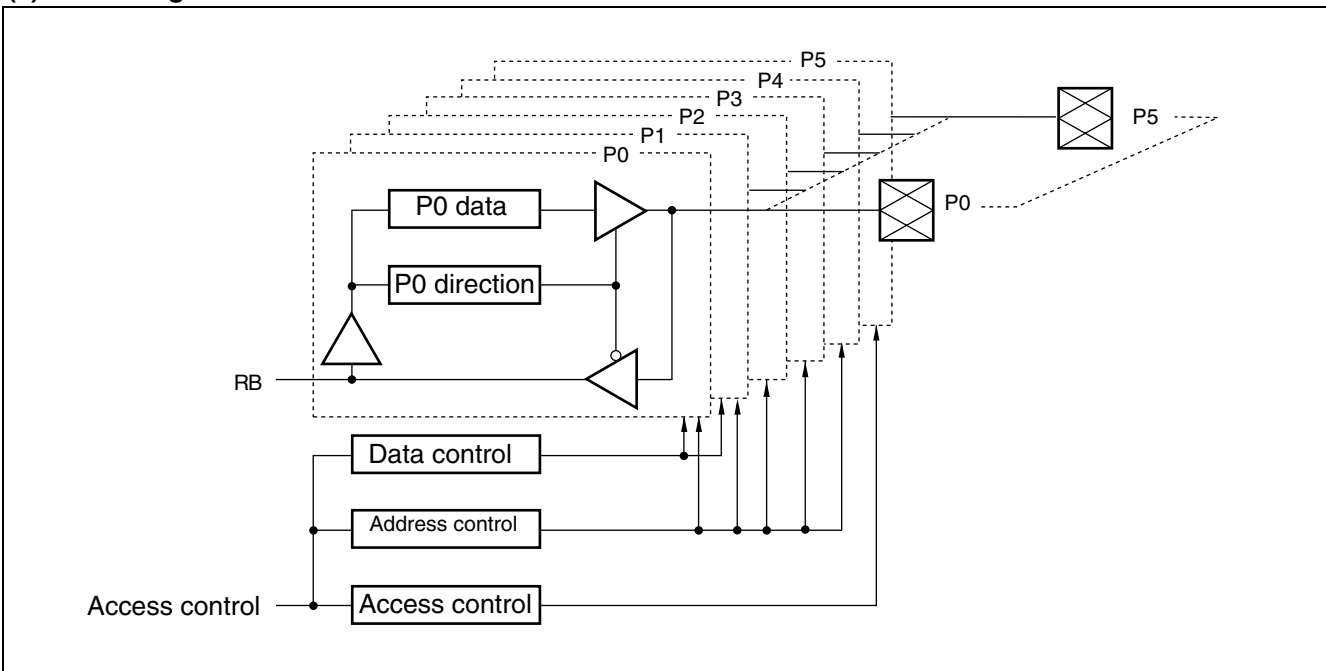 P5
P4
P3
P2
P1
P0
P5
P0 data
P0
P0 direction
RB
Data control
Address control
Access control
Access control